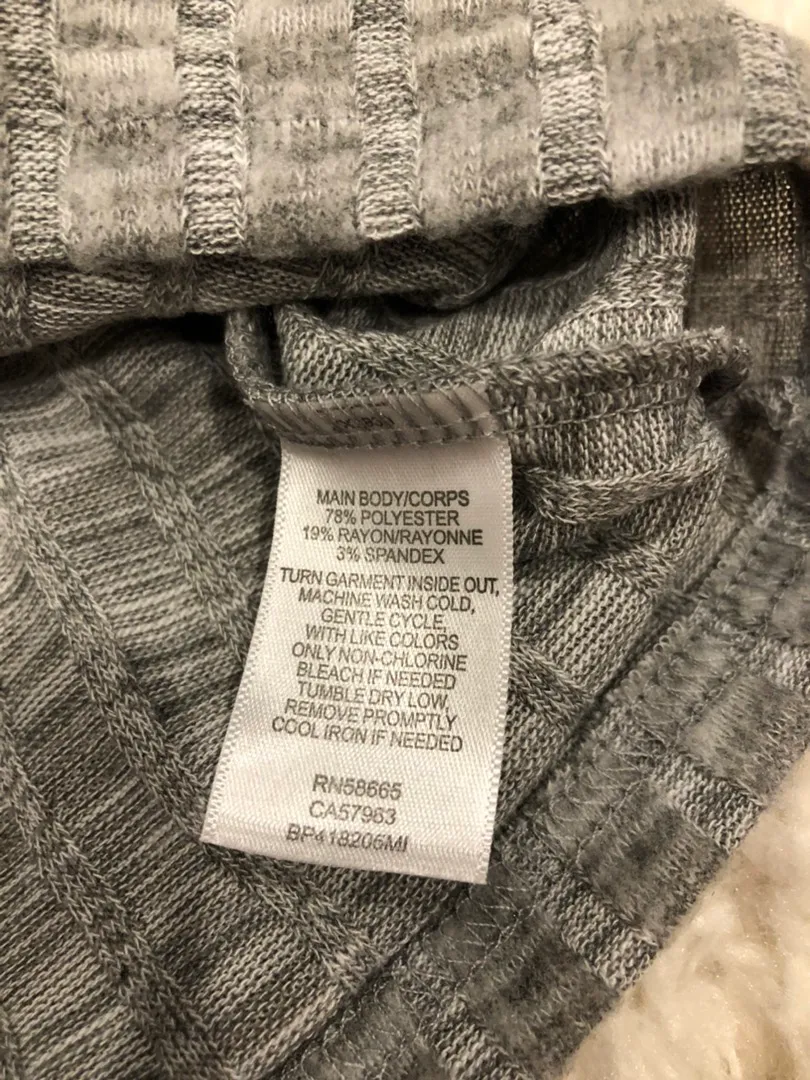 MAIN BODY/CORPS
78% POLYESTER
19% RAYON/RAYONNE
3% SPANDEX
TURN GARMENT INSIDE OUT,
MACHINE WASH COLD,
GENTLE CYCLE,
WITH LIKE COLORS
ONLY NON-CHLORINE
BLEACH IF NEEDED
TUMBLE DRY LOW,
REMOVE PROMPTLY
COOL IRON IF NEEDED
RN58665
CA57963
BP418206MI